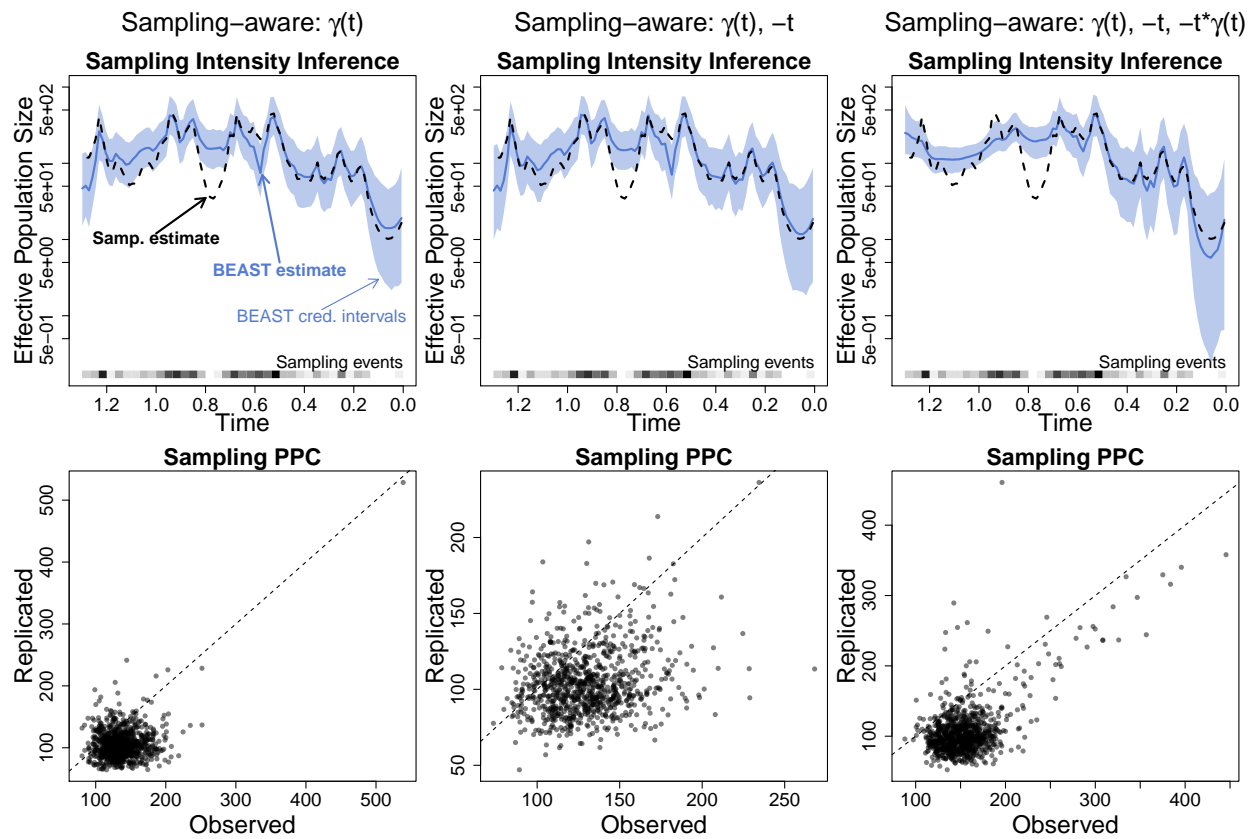 Sampling−aware: γ(t)
Sampling−aware: γ(t), −t
Sampling−aware: γ(t), −t, −t*γ(t)
Sampling Intensity Inference
Effective Population Size
5e+02
5e+01
5e+00
5e−01
Samp. estimate
BEAST estimate
BEAST cred. intervals
Sampling events
1.2 1.0 0.8 0.6 0.4 0.2 0.0
Time
Sampling Intensity Inference
Effective Population Size
5e+02
5e+01
5e+00
5e−01
Sampling events
1.2 1.0 0.8 0.6 0.4 0.2 0.0
Time
Sampling Intensity Inference
Effective Population Size
5e+02
5e+01
5e+00
5e−01
Sampling events
1.2 1.0 0.8 0.6 0.4 0.2 0.0
Time
Sampling PPC
Replicated
500
400
300
200
100
100 200 300 400 500
Observed
Sampling PPC
Replicated
200
150
100
50
100 150 200 250
Observed
Sampling PPC
Replicated
400
300
200
100
100 200 300 400
Observed